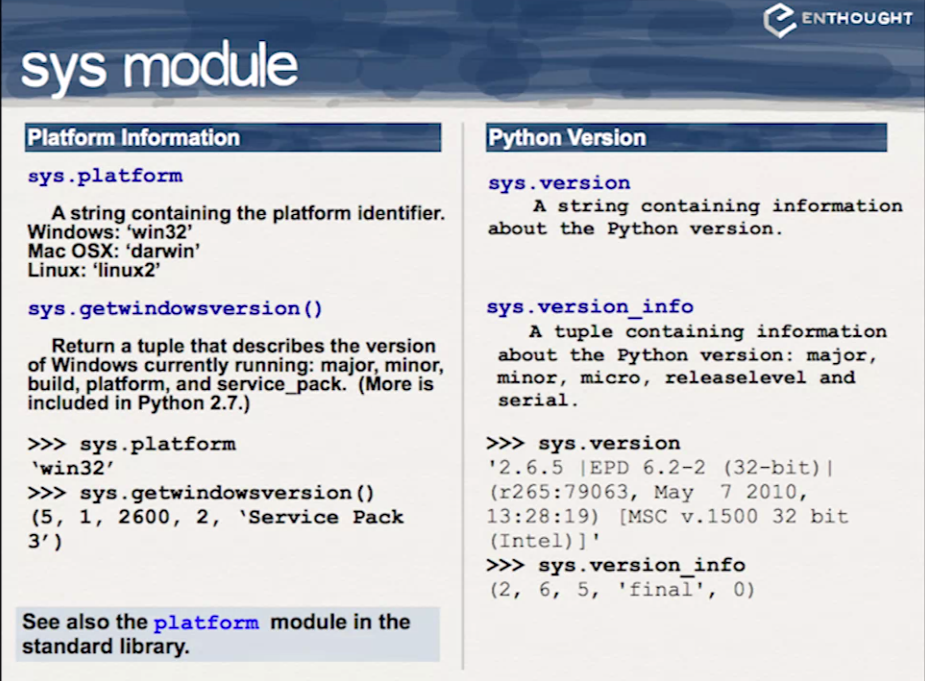 ENTHOUGHT
sys module
Platform Information
sys.platform
A string containing the platform identifier.
Windows: ‘win32’
Mac OSX: ‘darwin’
Linux: ‘linux2’
sys.getwindowsversion()
Return a tuple that describes the version
of Windows currently running: major, minor,
build, platform, and service_pack. (More is
included in Python 2.7.)
>>> sys.platform
‘win32’
>>> sys.getwindowsversion()
(5, 1, 2600, 2, ‘Service Pack
3’)
See also the platform module in the
standard library.
Python Version
sys.version
A string containing information
about the Python version.
sys.version_info
A tuple containing information
about the Python version: major,
minor, micro, releaselevel and
serial.
>>> sys.version
'2.6.5 |EPD 6.2-2 (32-bit)|
(r265:79063, May  7 2010,
13:28:19) [MSC v.1500 32 bit
(Intel)]'
>>> sys.version_info
(2, 6, 5, 'final', 0)